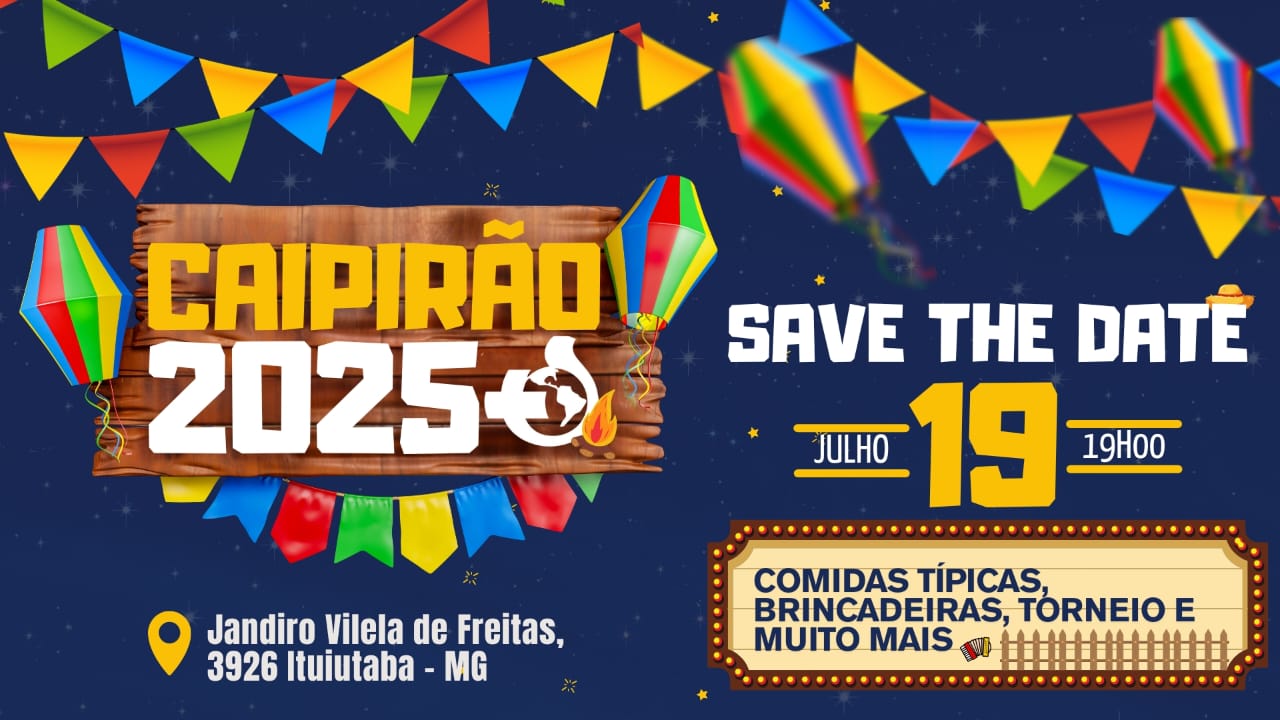 CAIPIRÃO
2025
Jandiro Vilela de Freitas,
3926 Ituiutaba - MG
SAVE THE DATE
JULHO 19 19H00
COMIDAS TÍPICAS,
BRINCADEIRAS, TORNEIO E
MUITO MAIS